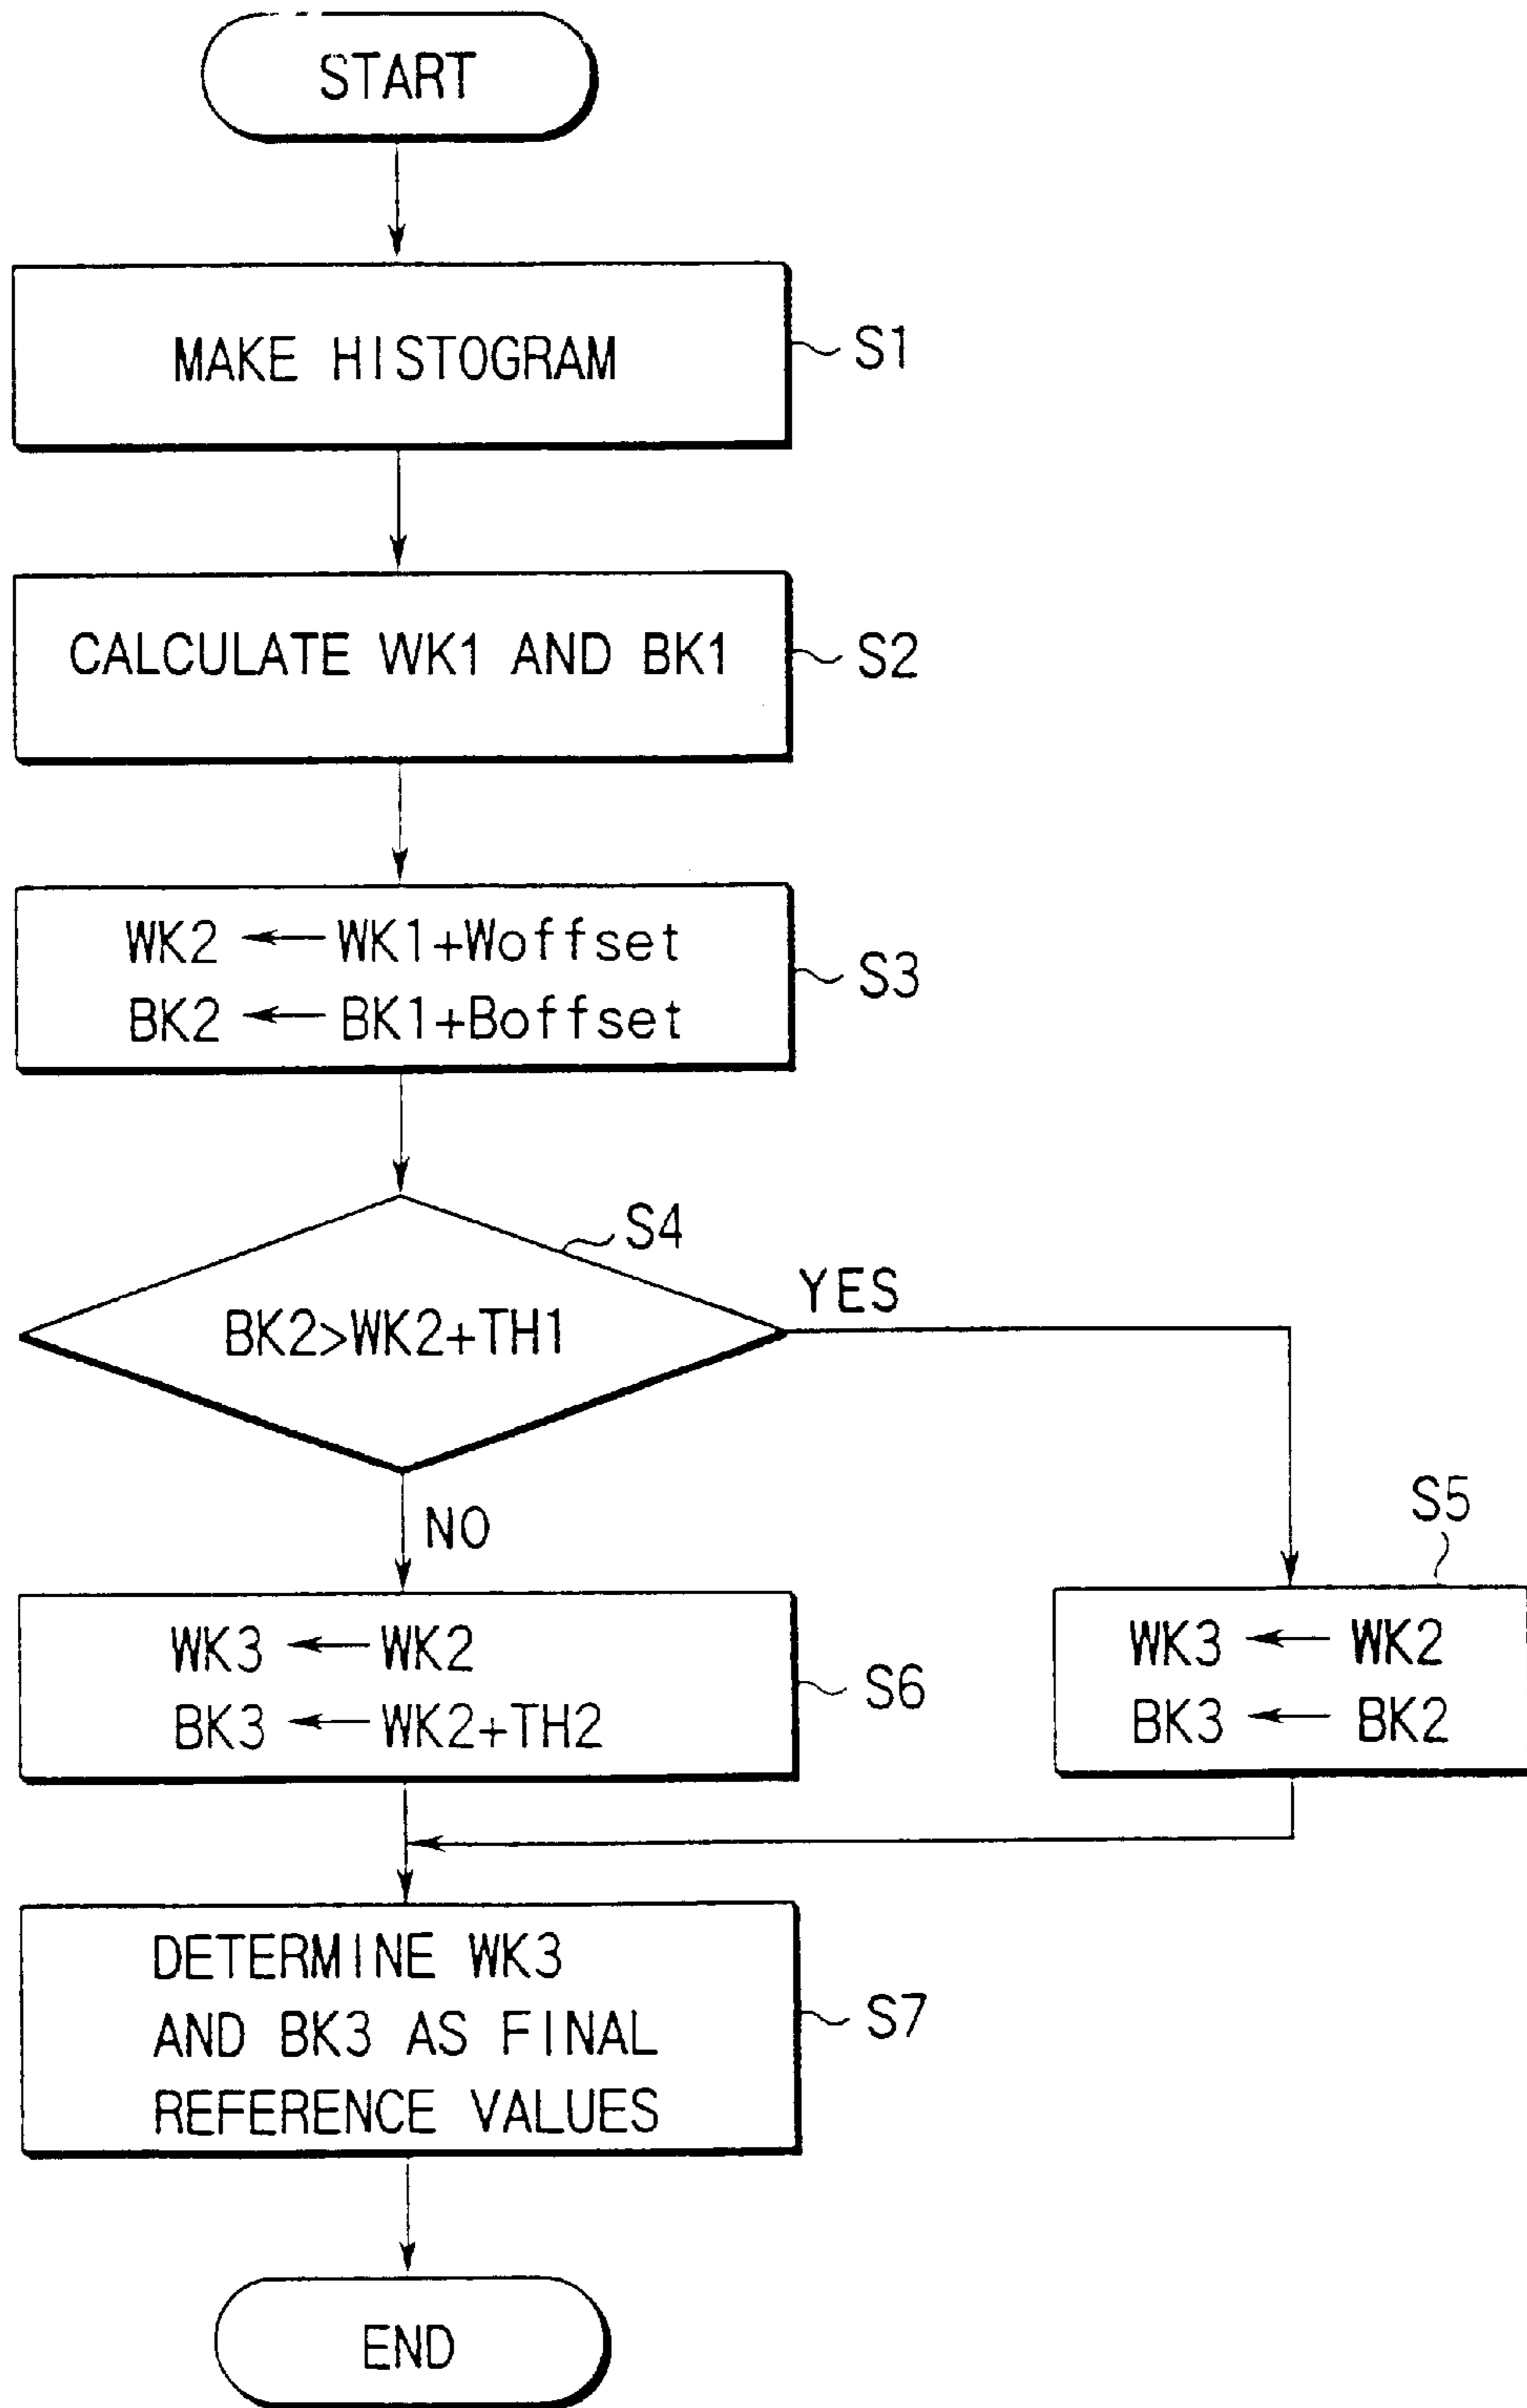 START
MAKE HISTOGRAM
S1
CALCULATE WK1 AND BK1
S2
WK2 ← WK1+Woffset
BK2 ← BK1+Boffset
S3
S4
BK2>WK2+TH1
YES
NO
S5
WK3 ← WK2
BK3 ← WK2+TH2
S6
WK3 ← WK2
BK3 ← BK2
DETERMINE WK3
AND BK3 AS FINAL
REFERENCE VALUES
S7
END